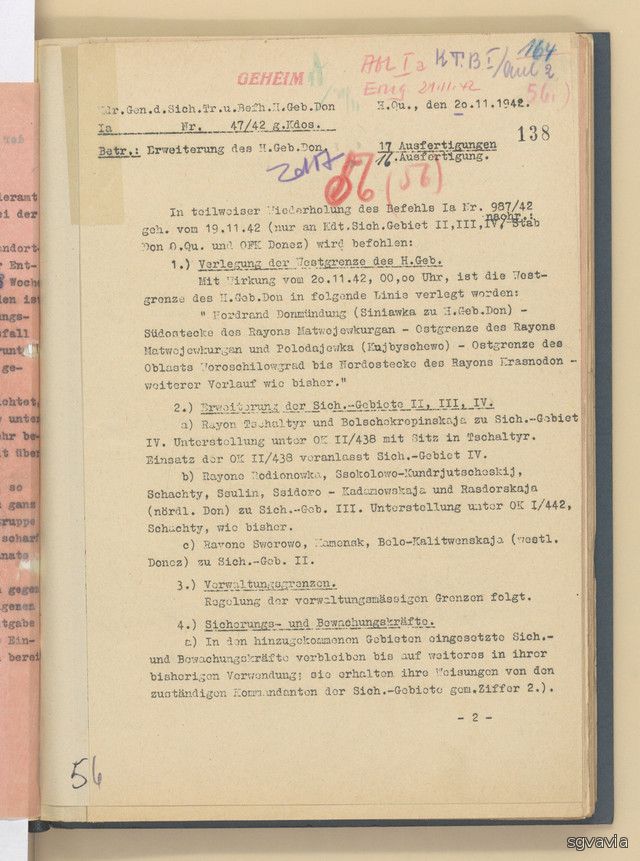 164
GEHEIM
Abt Ia KTB I/Anl 2
Eing. 21.11.42
56.)
Kdr.Gen.d.Sich.Tr.u.Befh.H.Geb.Don H.Qu., den 2o.11.1942.
Ia Nr. 47/42 g.Kdos.
138
Betr.: Erweiterung des H.Geb.Don. 17 Ausfertigungen
16.Ausfertigung.
56 (56)
In teilweiser Wiederholung des Befehls Ia Nr. 987/42
geh. vom 19.11.42 (nur an Kdt.Sich.Gebiet II,III,IV, nachr.: Stab
Don O.Qu. und OFK Donez) wird befohlen:
1.) Verlegung der Westgrenze des H.Geb.
Mit Wirkung vom 2o.11.42, 00,oo Uhr, ist die West-
grenze des H.Geb.Don in folgende Linie verlegt worden:
" Nordrand Donmündung (Siniawka zu H.Geb.Don) -
Südostecke des Rayons Matwejewkurgan - Ostgrenze des Rayons
Matwejewkurgan und Polodajewka (Kujbyschewo) - Ostgrenze des
Oblasts Woroschilowgrad bis Nordostecke des Rayons Krasnodon -
weiterer Verlauf wie bisher."
2.) Erweiterung der Sich.-Gebiete II, III, IV.
a) Rayon Tschaltyr und Bolschekrepinskaja zu Sich.-Gebiet
IV. Unterstellung unter OK II/438 mit Sitz in Tschaltyr.
Einsatz der OK II/438 veranlasst Sich.-Gebiet IV.
b) Rayone Rodionowka, Ssokolowo-Kundrjutscheskij,
Schachty, Ssulin, Ssidoro - Kadamowskaja und Rasdorskaja
(nördl. Don) zu Sich.-Geb. III. Unterstellung unter OK I/442,
Schachty, wie bisher.
c) Rayone Sworowo, Kamensk, Belo-Kalitwenskaja (westl.
Donez) zu Sich.-Geb. II.
3.) Verwaltungsgrenzen.
Regelung der verwaltungsmässigen Grenzen folgt.
4.) Sicherungs- und Bewachungskräfte.
a) In den hinzugekommenen Gebieten eingesetzte Sich.-
und Bewachungskräfte verbleiben bis auf weiteres in ihrer
bisherigen Verwendung; sie erhalten ihre Weisungen von den
zuständigen Kommandanten der Sich.-Gebiete gem.Ziffer 2.).
- 2 -
56
sgvavia